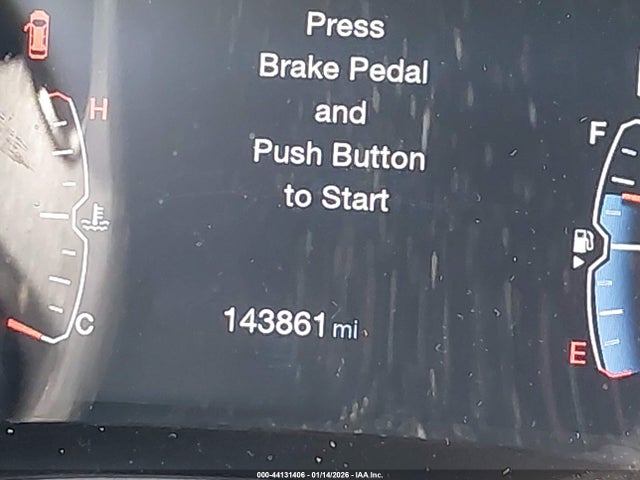 Press
Brake Pedal
and
Push Button
to Start
H
F
C
143861 mi
E
000-44131406 - 01/14/2026 - IAA Inc.